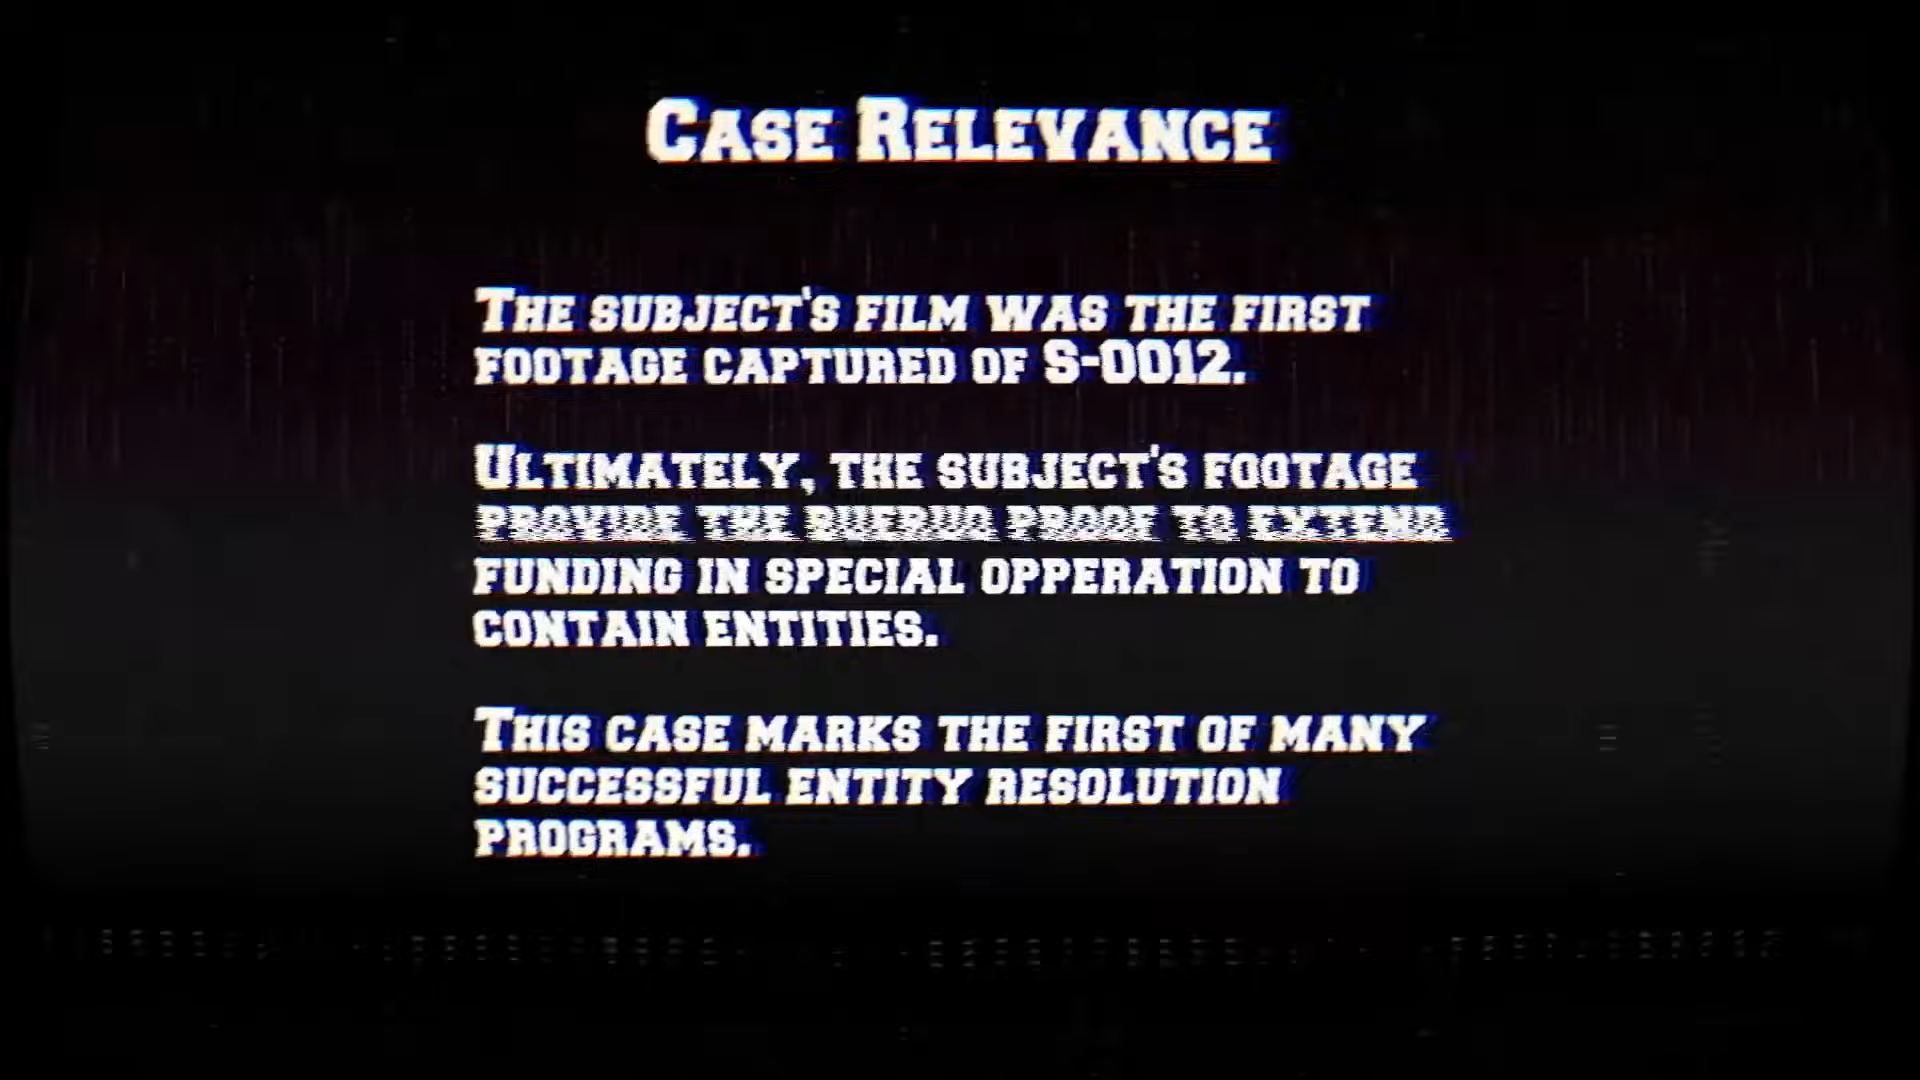 Case Relevance
The subject's film was the first
footage captured of S-0012.
Ultimately, the subject's footage
provide the proof to extend
funding in special opperation to
contain entities.
This case marks the first of many
successful entity resolution
programs.